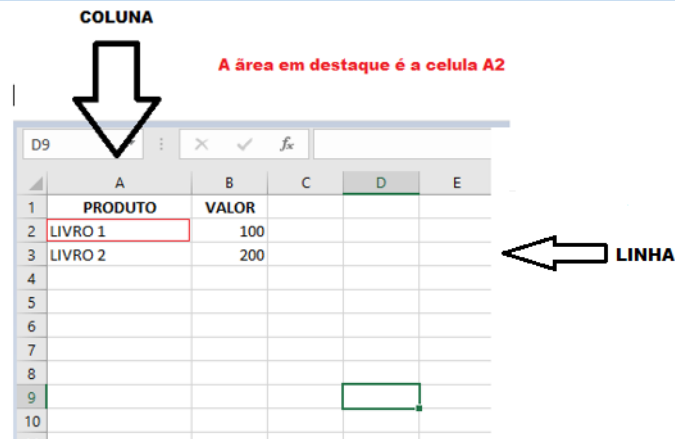 COLUNA
A ãrea em destaque é a celula A2
D9 fx
A B C D E
1 PRODUTO VALOR
2 LIVRO 1 100
3 LIVRO 2 200
LINHA
4
5
6
7
8
9
10